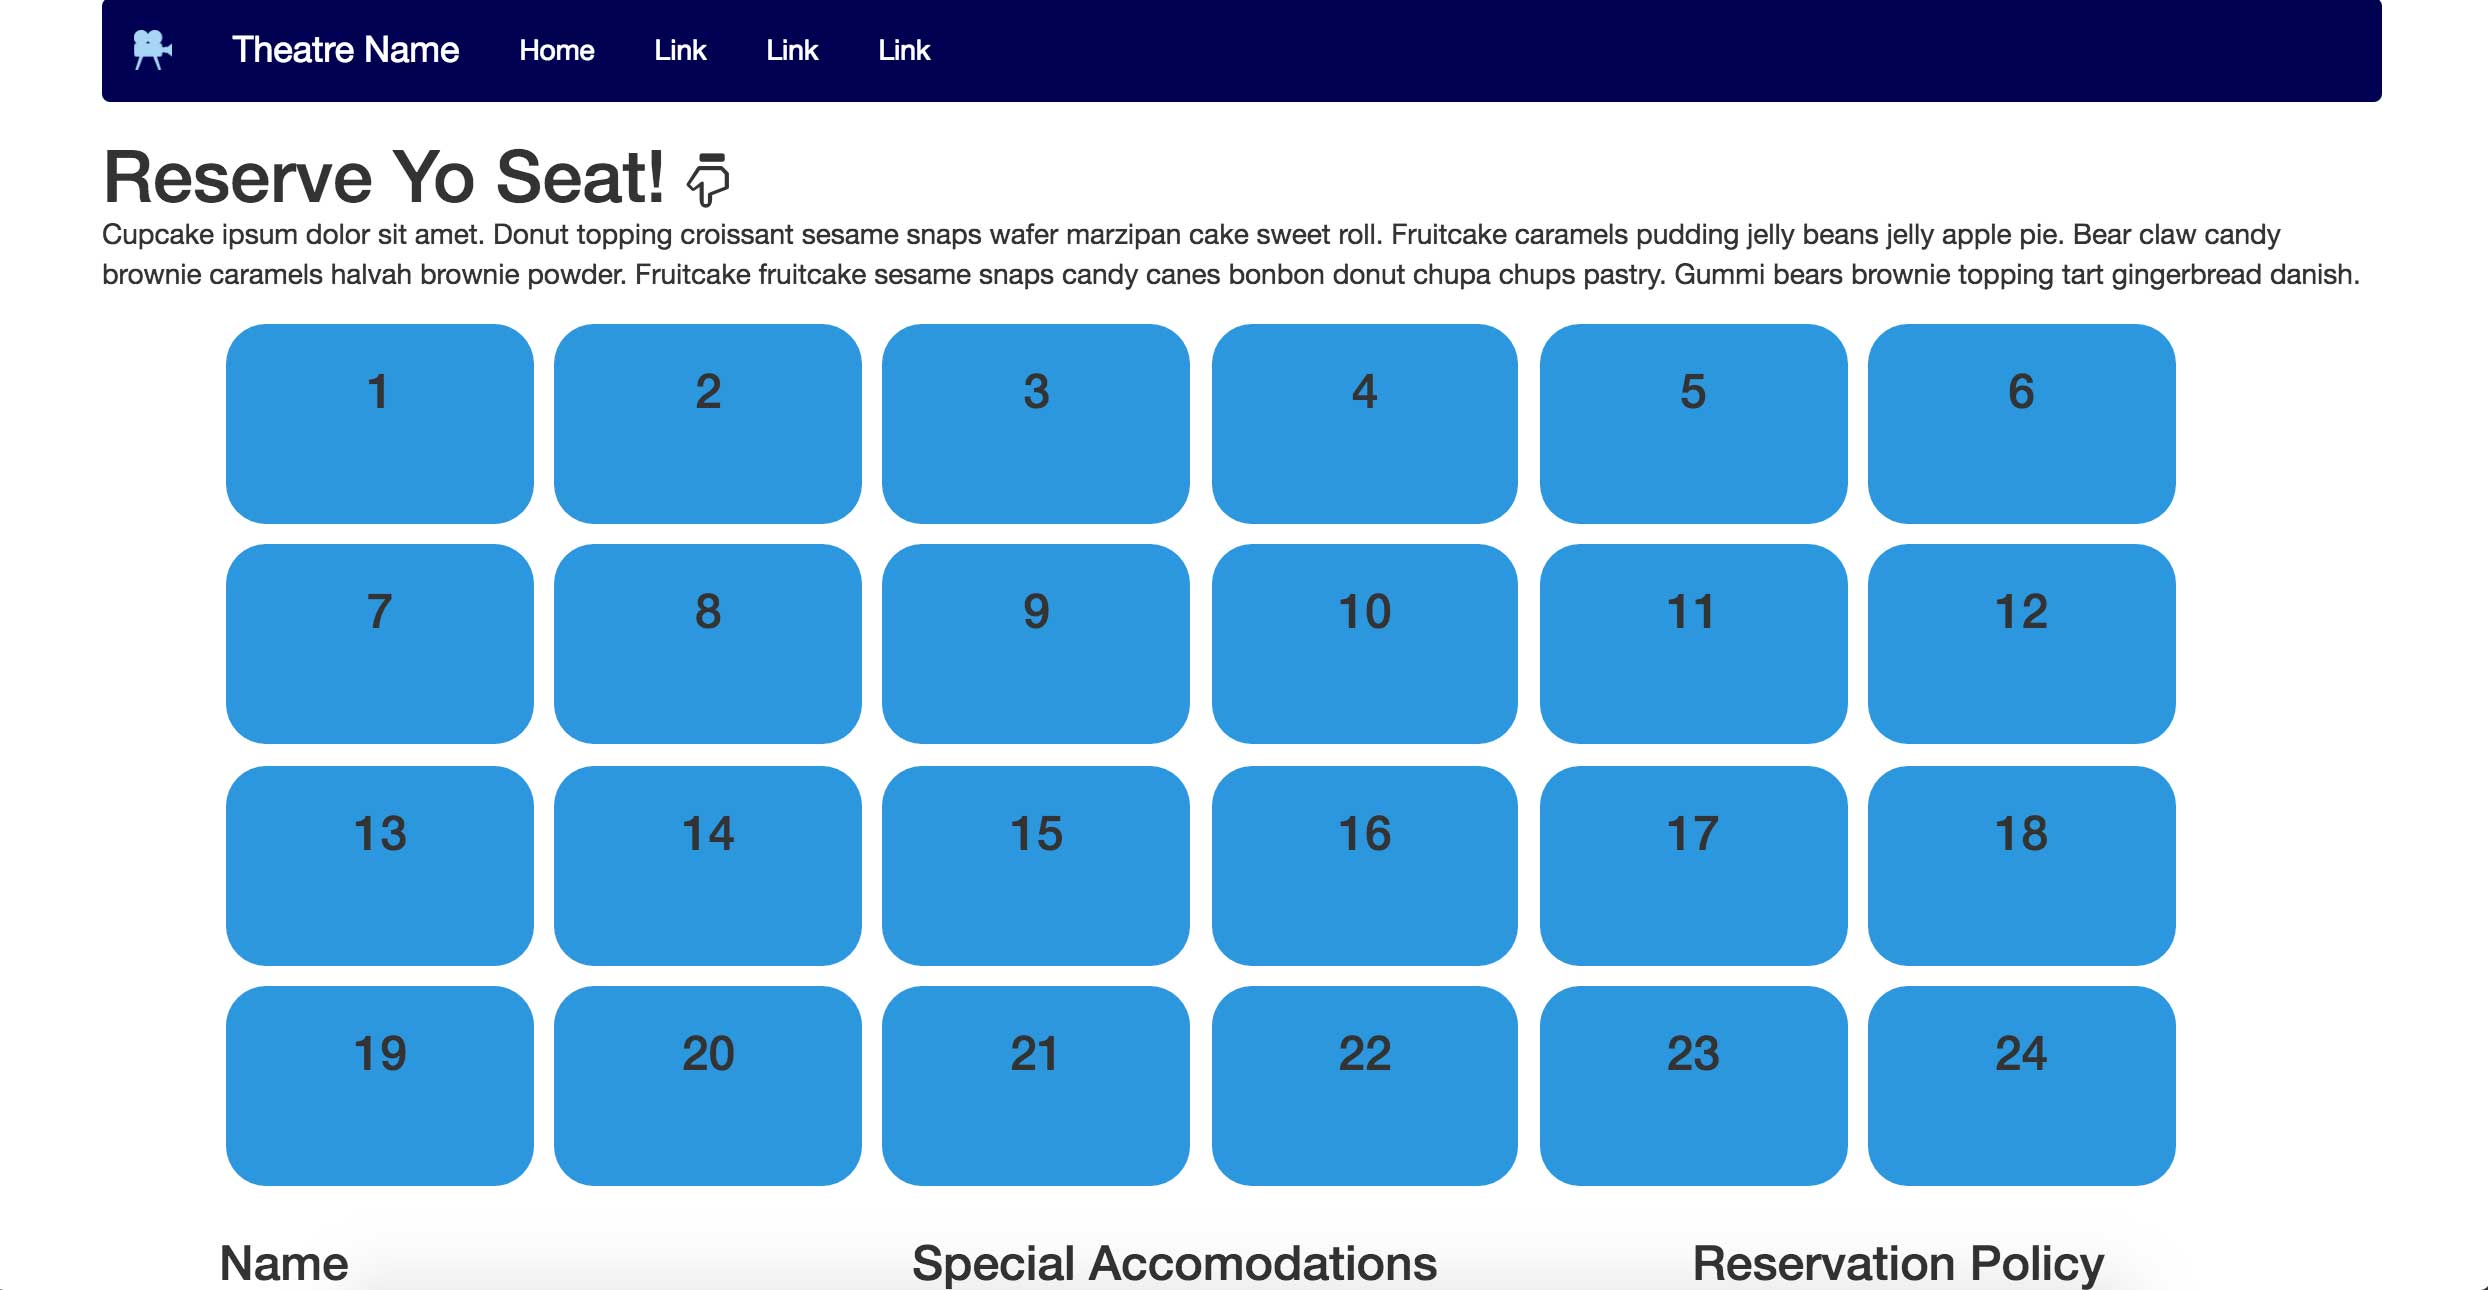 Theatre Name Home Link Link Link
Reserve Yo Seat!
Cupcake ipsum dolor sit amet. Donut topping croissant sesame snaps wafer marzipan cake sweet roll. Fruitcake caramels pudding jelly beans jelly apple pie. Bear claw candy
brownie caramels halvah brownie powder. Fruitcake fruitcake sesame snaps candy canes bonbon donut chupa chups pastry. Gummi bears brownie topping tart gingerbread danish.
1 2 3 4 5 6
7 8 9 10 11 12
13 14 15 16 17 18
19 20 21 22 23 24
Name Special Accomodations Reservation Policy